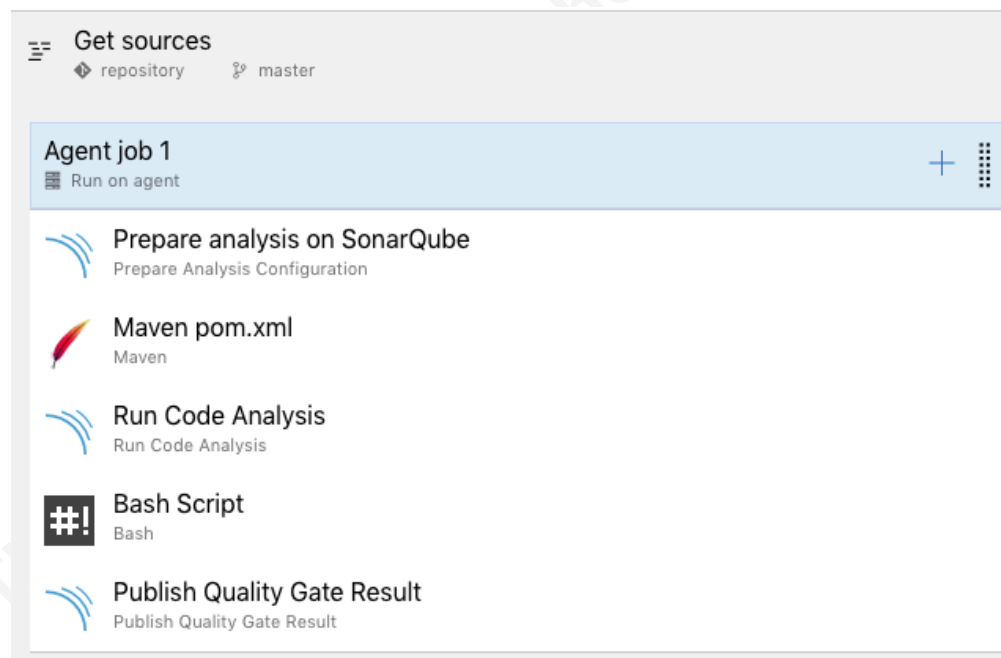 Get sources
repository master
Agent job 1
Run on agent
Prepare analysis on SonarQube
Prepare Analysis Configuration
Maven pom.xml
Maven
Run Code Analysis
Run Code Analysis
#!
Bash Script
Bash
Publish Quality Gate Result
Publish Quality Gate Result